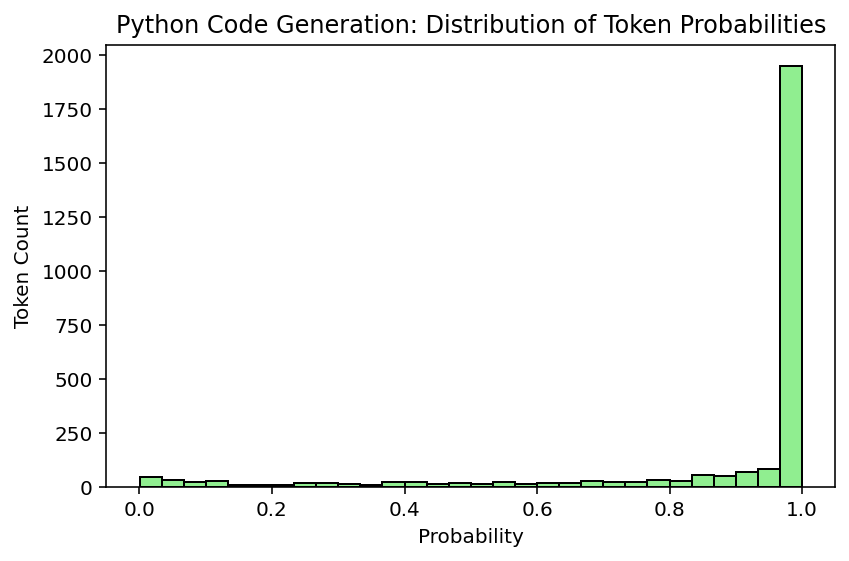 Python Code Generation: Distribution of Token Probabilities
2000
1750
1500
1250
1000
750
500
250
0
Token Count
0.0 0.2 0.4 0.6 0.8 1.0
Probability